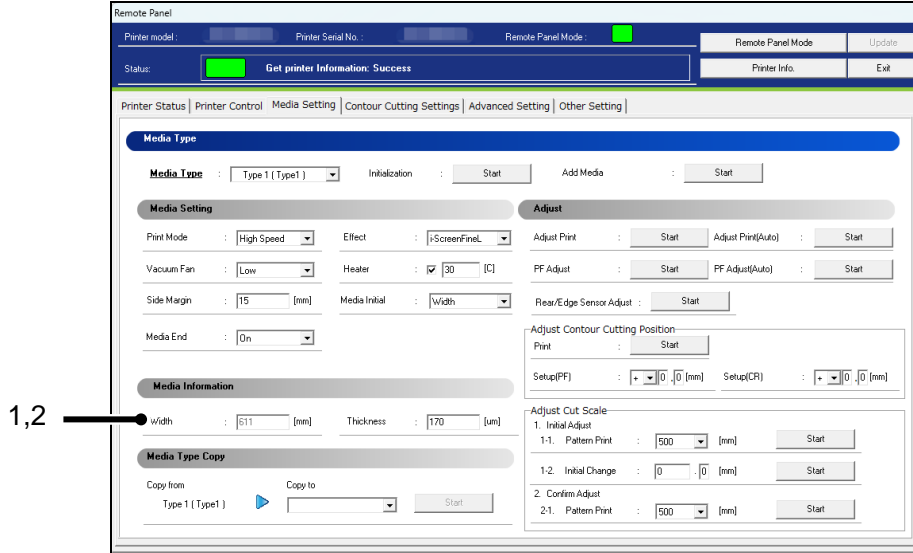 Remote Panel
Printer model : Printer Serial No. : Remote Panel Mode :
Remote Panel Mode Update
Status: Get printer Information: Success
Printer Info. Exit
Printer Status Printer Control Media Setting Contour Cutting Settings Advanced Setting Other Setting
Media Type
Media Type : Type 1 ( Type1 ) Initialization : Start Add Media : Start
Media Setting
Print Mode : High Speed Effect : i-ScreenFineL
Vacuum Fan : Low Heater : 30 [C]
Side Margin : 15 [mm] Media Initial : Width
Media End : On
Adjust
Adjust Print : Start Adjust Print(Auto) : Start
PF Adjust : Start PF Adjust(Auto) : Start
Rear/Edge Sensor Adjust : Start
Adjust Contour Cutting Position
Print : Start
Setup(PF) : + 0 . 0 [mm] Setup(CR) : + 0 . 0 [mm]
Media Information
1,2
Width : 611 [mm] Thickness : 170 [um]
Media Type Copy
Copy from Copy to
Type 1 ( Type1 ) Start
Adjust Cut Scale
1. Initial Adjust
1-1. Pattern Print : 500 [mm] Start
1-2. Initial Change : 0 . 0 [mm] Start
2. Confirm Adjust
2-1. Pattern Print : 500 [mm] Start